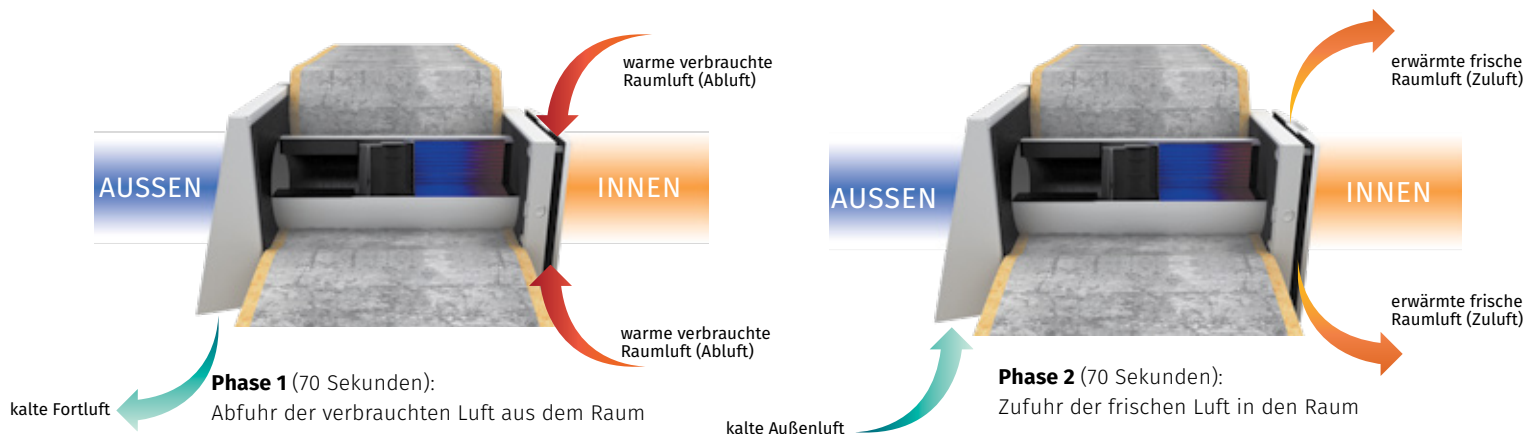 warme verbrauchte
Raumluft (Abluft)
AUSSEN
INNEN
warme verbrauchte
Raumluft (Abluft)
kalte Fortluft
Phase 1 (70 Sekunden):
Abfuhr der verbrauchten Luft aus dem Raum
erwärmte frische
Raumluft (Zuluft)
AUSSEN
INNEN
erwärmte frische
Raumluft (Zuluft)
kalte Außenluft
Phase 2 (70 Sekunden):
Zufuhr der frischen Luft in den Raum